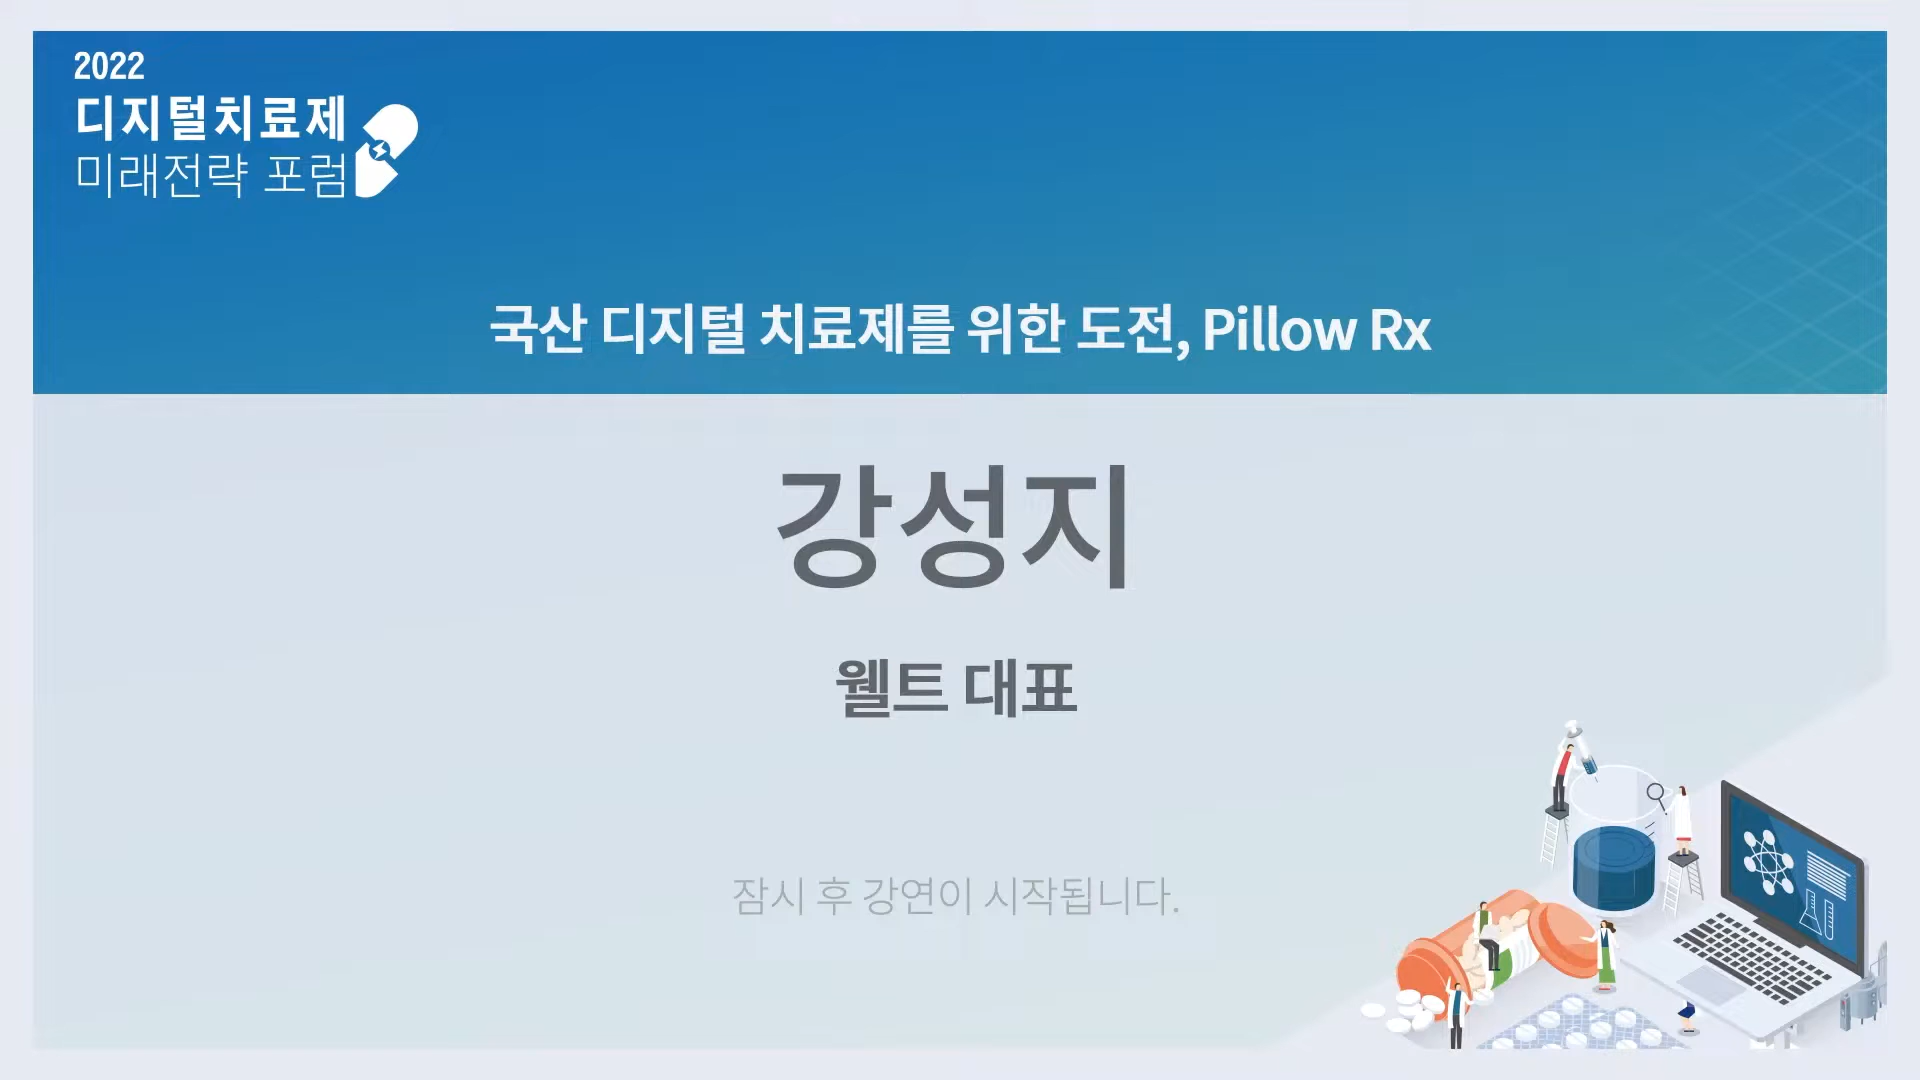 2022
디지털치료제
미래전략 포럼
국산 디지털 치료제를 위한 도전, Pillow Rx
강성지
웰트 대표
잠시 후 강연이 시작됩니다.